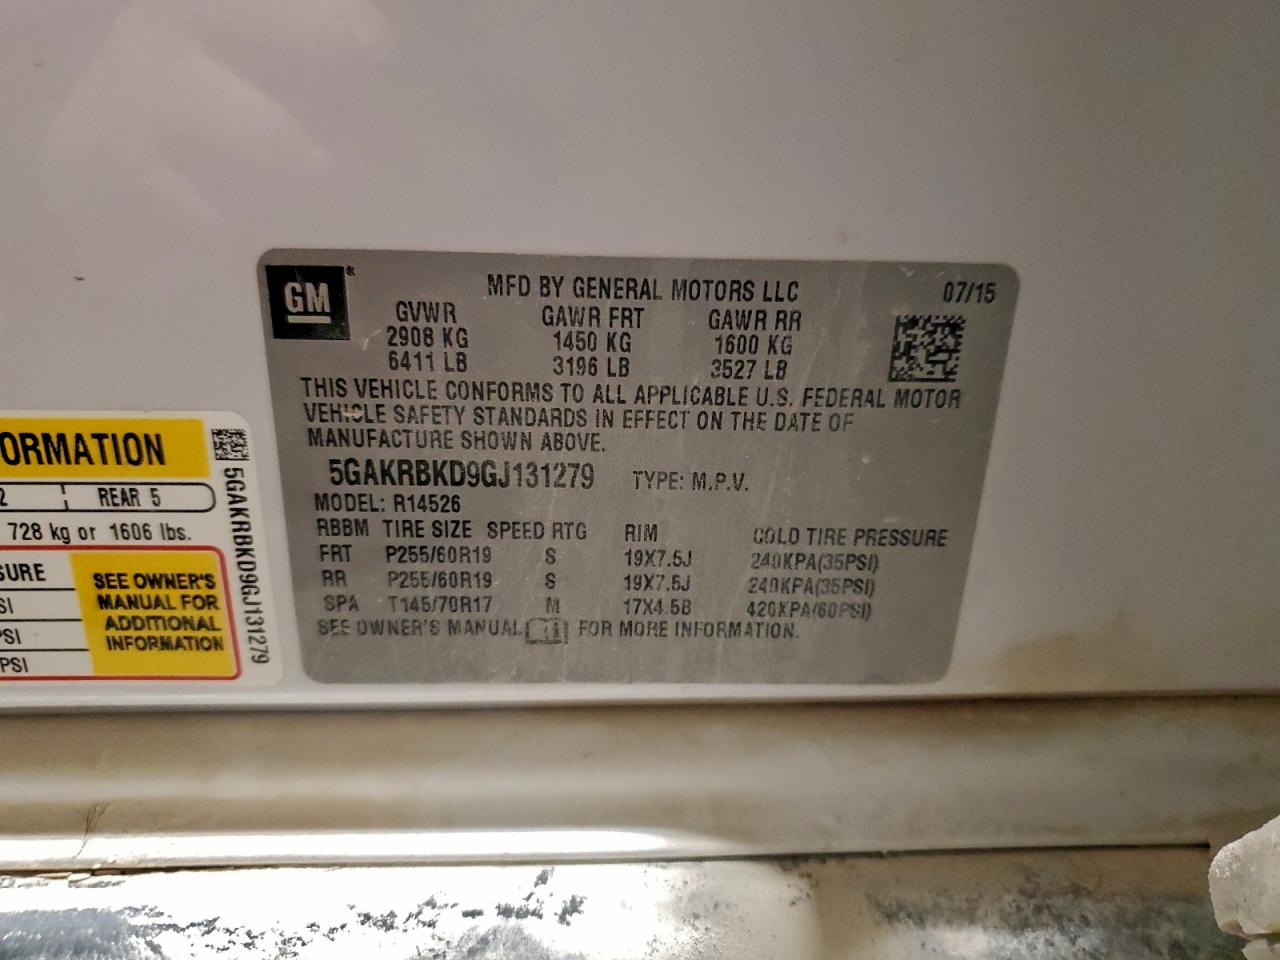 GM ®
MFD BY GENERAL MOTORS LLC 07/15
GVWR GAWR FRT GAWR RR
2908 KG 1450 KG 1600 KG
6411 LB 3196 LB 3527 LB
THIS VEHICLE CONFORMS TO ALL APPLICABLE U.S. FEDERAL MOTOR
VEHICLE SAFETY STANDARDS IN EFFECT ON THE DATE OF
MANUFACTURE SHOWN ABOVE.
5GAKRBKD9GJ131279 TYPE: M.P.V.
MODEL: R14526
RBBM TIRE SIZE SPEED RTG RIM COLD TIRE PRESSURE
FRT P255/60R19 S 19X7.5J 240KPA(35PSI)
RR P255/60R19 S 19X7.5J 240KPA(35PSI)
SPA T145/70R17 M 17X4.5B 420KPA(60PSI)
SEE OWNER'S MANUAL FOR MORE INFORMATION.
ORMATION
2 REAR 5
728 kg or 1606 lbs.
SURE
SI
PSI
PSI
SEE OWNER'S
MANUAL FOR
ADDITIONAL
INFORMATION
5GAKRBKD9GJ131279